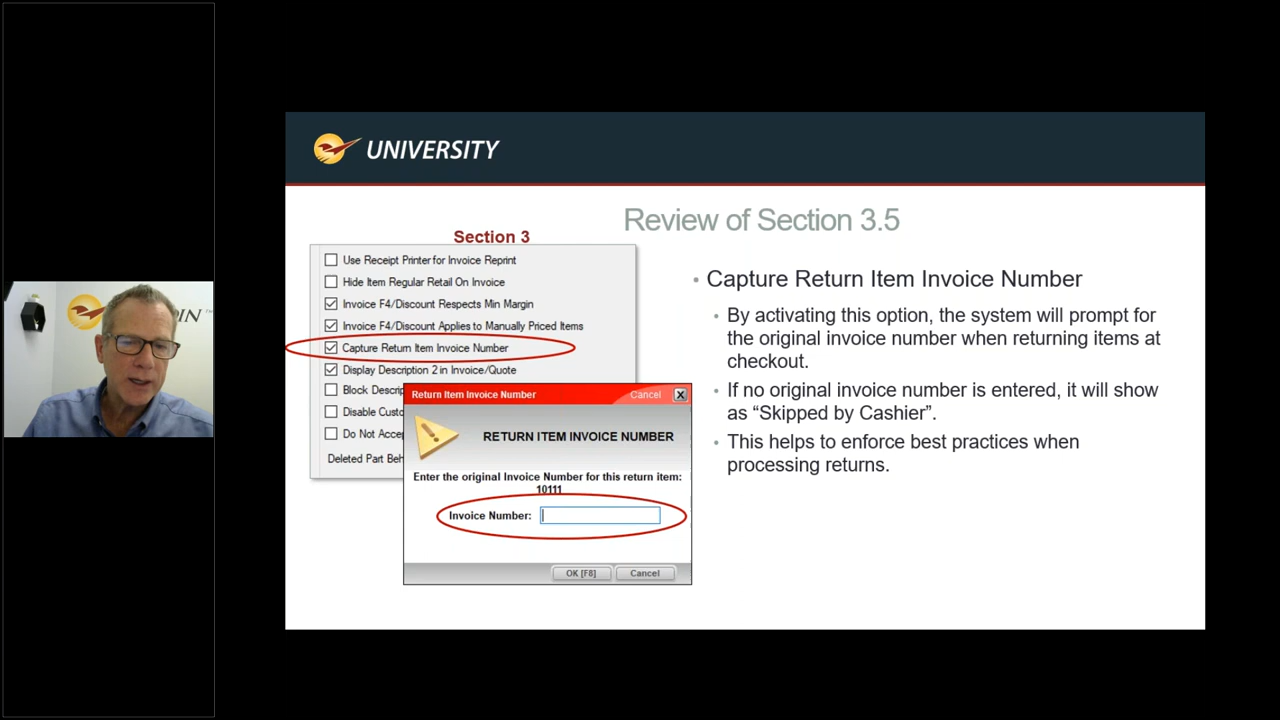 UNIVERSITY
Review of Section 3.5
Section 3
Use Receipt Printer for Invoice Reprint
Hide Item Regular Retail On Invoice
Invoice F4/Discount Respects Min Margin
Invoice F4/Discount Applies to Manually Priced Items
Capture Return Item Invoice Number
Display Description 2 in Invoice/Quote
Block Descrip
Disable Custo
Do Not Accep
Deleted Part Beh
Return Item Invoice Number Cancel X
RETURN ITEM INVOICE NUMBER
Enter the original Invoice Number for this return item:
10111
Invoice Number:
OK [F8] Cancel
• Capture Return Item Invoice Number
• By activating this option, the system will prompt for
the original invoice number when returning items at
checkout.
• If no original invoice number is entered, it will show
as “Skipped by Cashier”.
• This helps to enforce best practices when
processing returns.